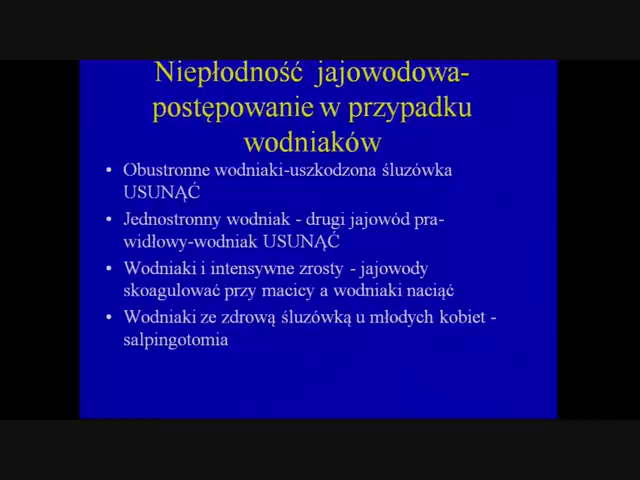 Niepłodność jajowodowa-
postępowanie w przypadku
wodniaków
• Obustronne wodniaki-uszkodzona śluzówka
USUNĄĆ
• Jednostronny wodniak - drugi jajowód pra-
widłowy-wodniak USUNĄĆ
• Wodniaki i intensywne zrosty - jajowody
skoagulować przy macicy a wodniaki naciąć
• Wodniaki ze zdrową śluzówką u młodych kobiet -
salpingotomia